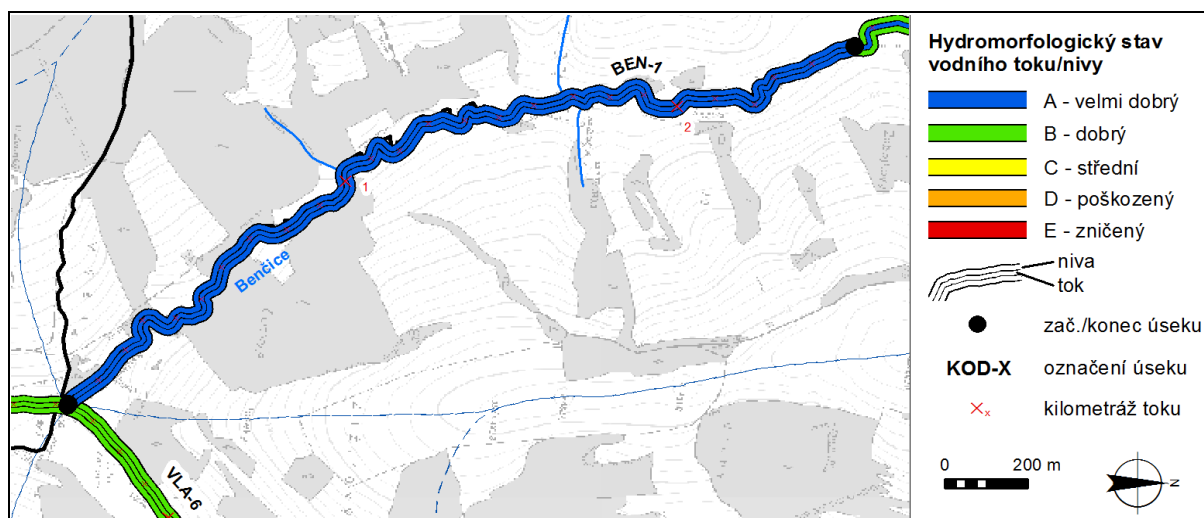 BEN-1
2
1
Benčice
VLA-6
Hydromorfologický stav
vodního toku/nivy
A - velmi dobrý
B - dobrý
C - střední
D - poškozený
E - zničený
niva
tok
zač./konec úseku
KOD-X označení úseku
x kilometráž toku
0 200 m
N